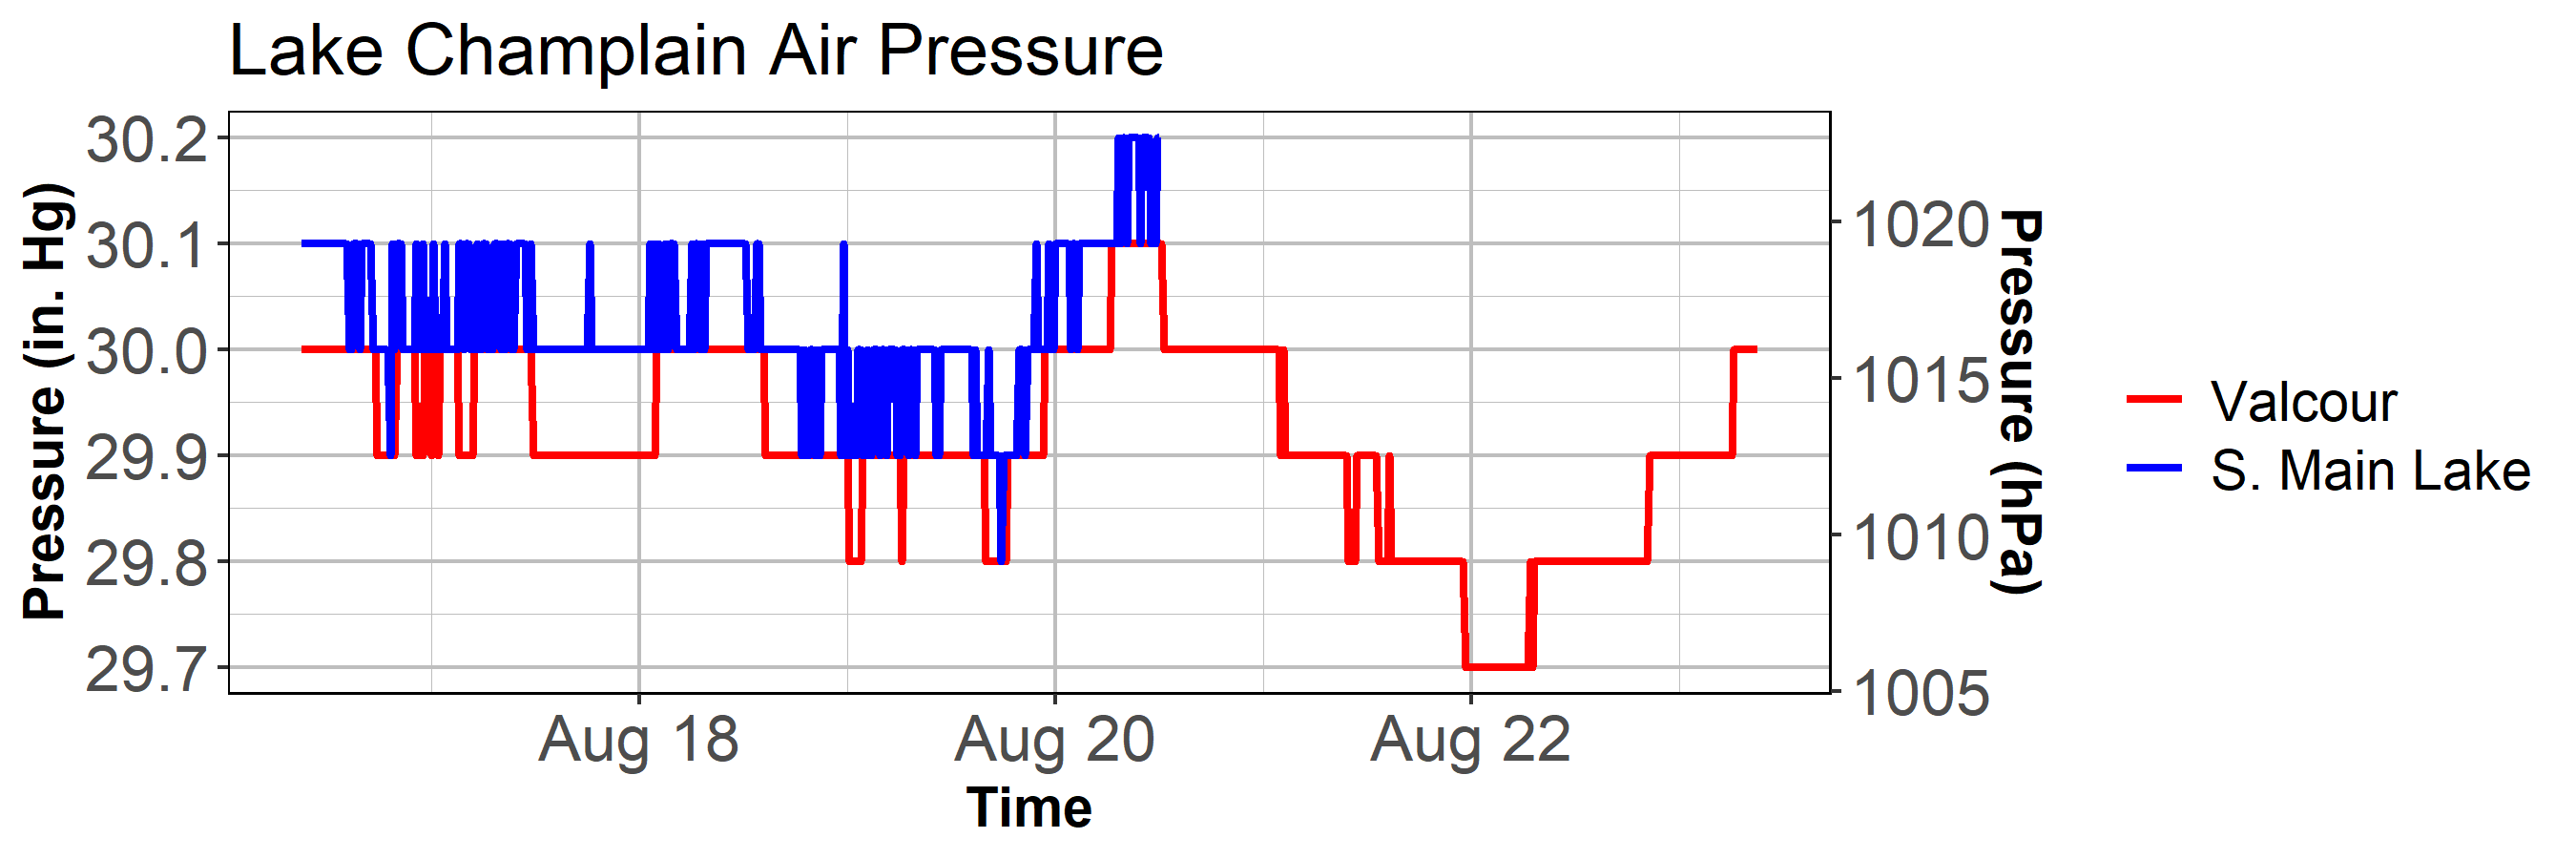 Lake Champlain Air Pressure
Pressure (in. Hg)
30.2
30.1
30.0
29.9
29.8
29.7
1020
1015
1010
1005
Pressure (hPa)
Aug 18
Aug 20
Aug 22
Time
Valcour
S. Main Lake